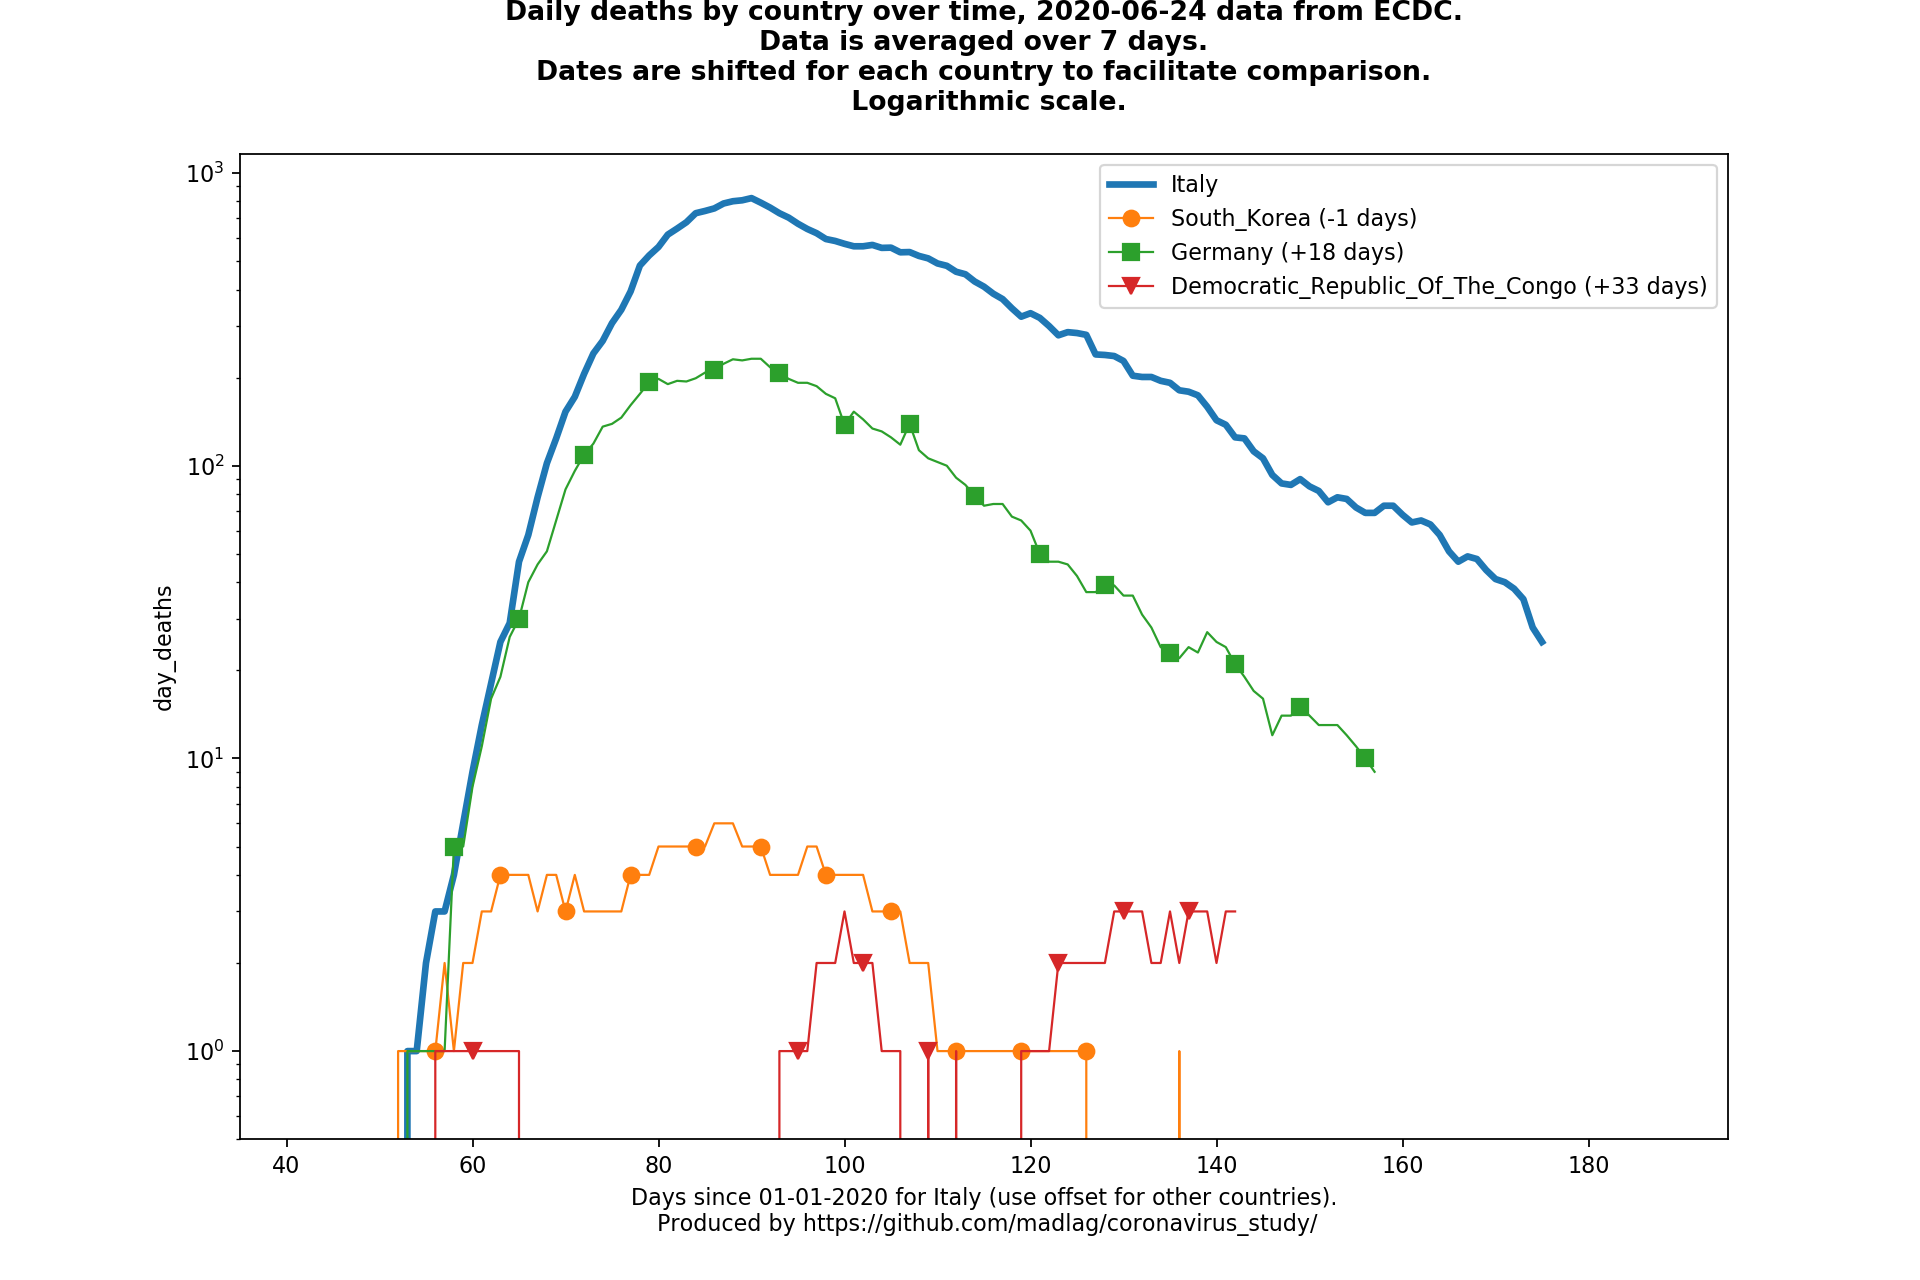 Daily deaths by country over time, 2020-06-24 data from ECDC.
Data is averaged over 7 days.
Dates are shifted for each country to facilitate comparison.
Logarithmic scale.
Italy
South_Korea (-1 days)
Germany (+18 days)
Democratic_Republic_Of_The_Congo (+33 days)
day_deaths
10³
10²
10¹
10⁰
40 60 80 100 120 140 160 180
Days since 01-01-2020 for Italy (use offset for other countries).
Produced by https://github.com/madlag/coronavirus_study/